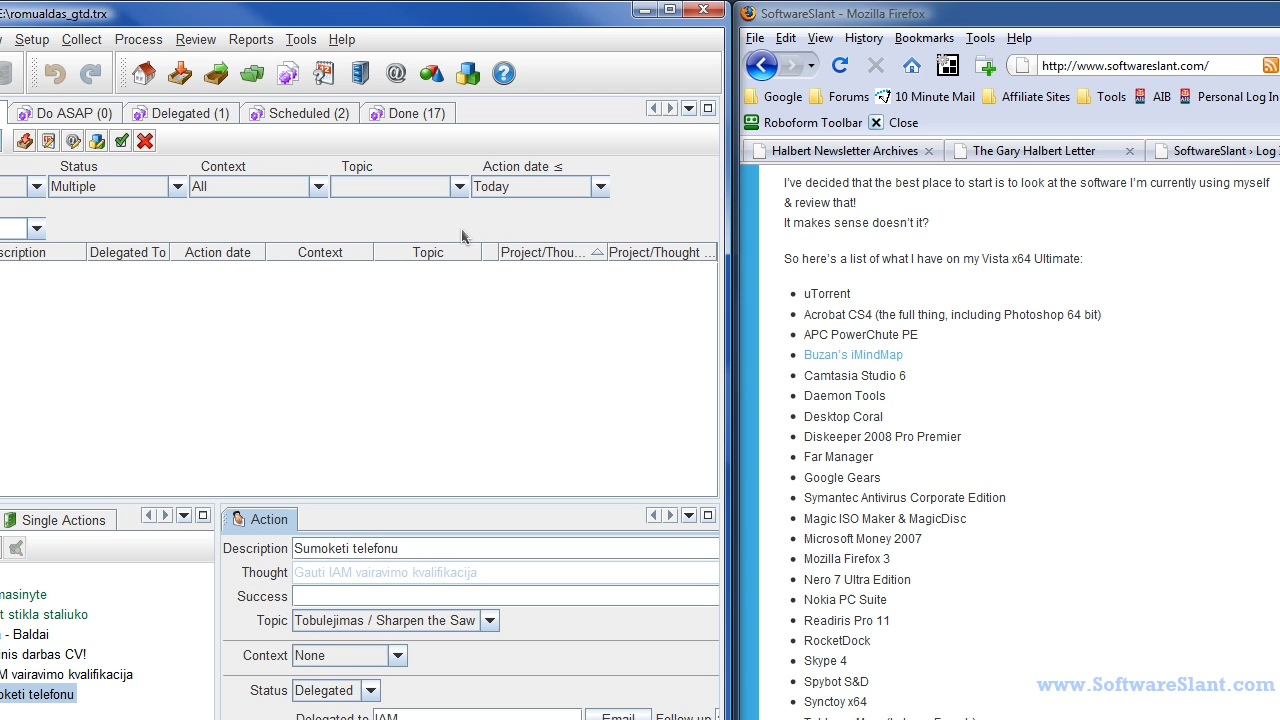 E:\romualdas_gtd.trx
Setup Collect Process Review Reports Tools Help
Do ASAP (0) Delegated (1) Scheduled (2) Done (17)
Status Context Topic Action date ≤
Multiple All Today
Delegated To Action date Context Topic Project/Thou... Project/Thought ...
Single Actions
Action
Description Sumoketi telefonu
Thought Gauti IAM vairavimo kvalifikacija
Success
Topic Tobulejimas / Sharpen the Saw
Context None
Status Delegated
Delegated to IAM Email Follow up
t stikla staliuko
- Baldai
nis darbas CV!
M vairavimo kvalifikacija
oketi telefonu
SoftwareSlant - Mozilla Firefox
File Edit View History Bookmarks Tools Help
http://www.softwareslant.com/
Google Forums 10 Minute Mail Affiliate Sites Tools AIB Personal Log In
Roboform Toolbar Close
Halbert Newsletter Archives The Gary Halbert Letter SoftwareSlant › Log
I've decided that the best place to start is to look at the software I'm currently using myself
& review that!
It makes sense doesn't it?
So here's a list of what I have on my Vista x64 Ultimate:
uTorrent
Acrobat CS4 (the full thing, including Photoshop 64 bit)
APC PowerChute PE
Buzan's iMindMap
Camtasia Studio 6
Daemon Tools
Desktop Coral
Diskeeper 2008 Pro Premier
Far Manager
Google Gears
Symantec Antivirus Corporate Edition
Magic ISO Maker & MagicDisc
Microsoft Money 2007
Mozilla Firefox 3
Nero 7 Ultra Edition
Nokia PC Suite
Readiris Pro 11
RocketDock
Skype 4
Spybot S&D
Synctoy x64
www.SoftwareSlant.com/